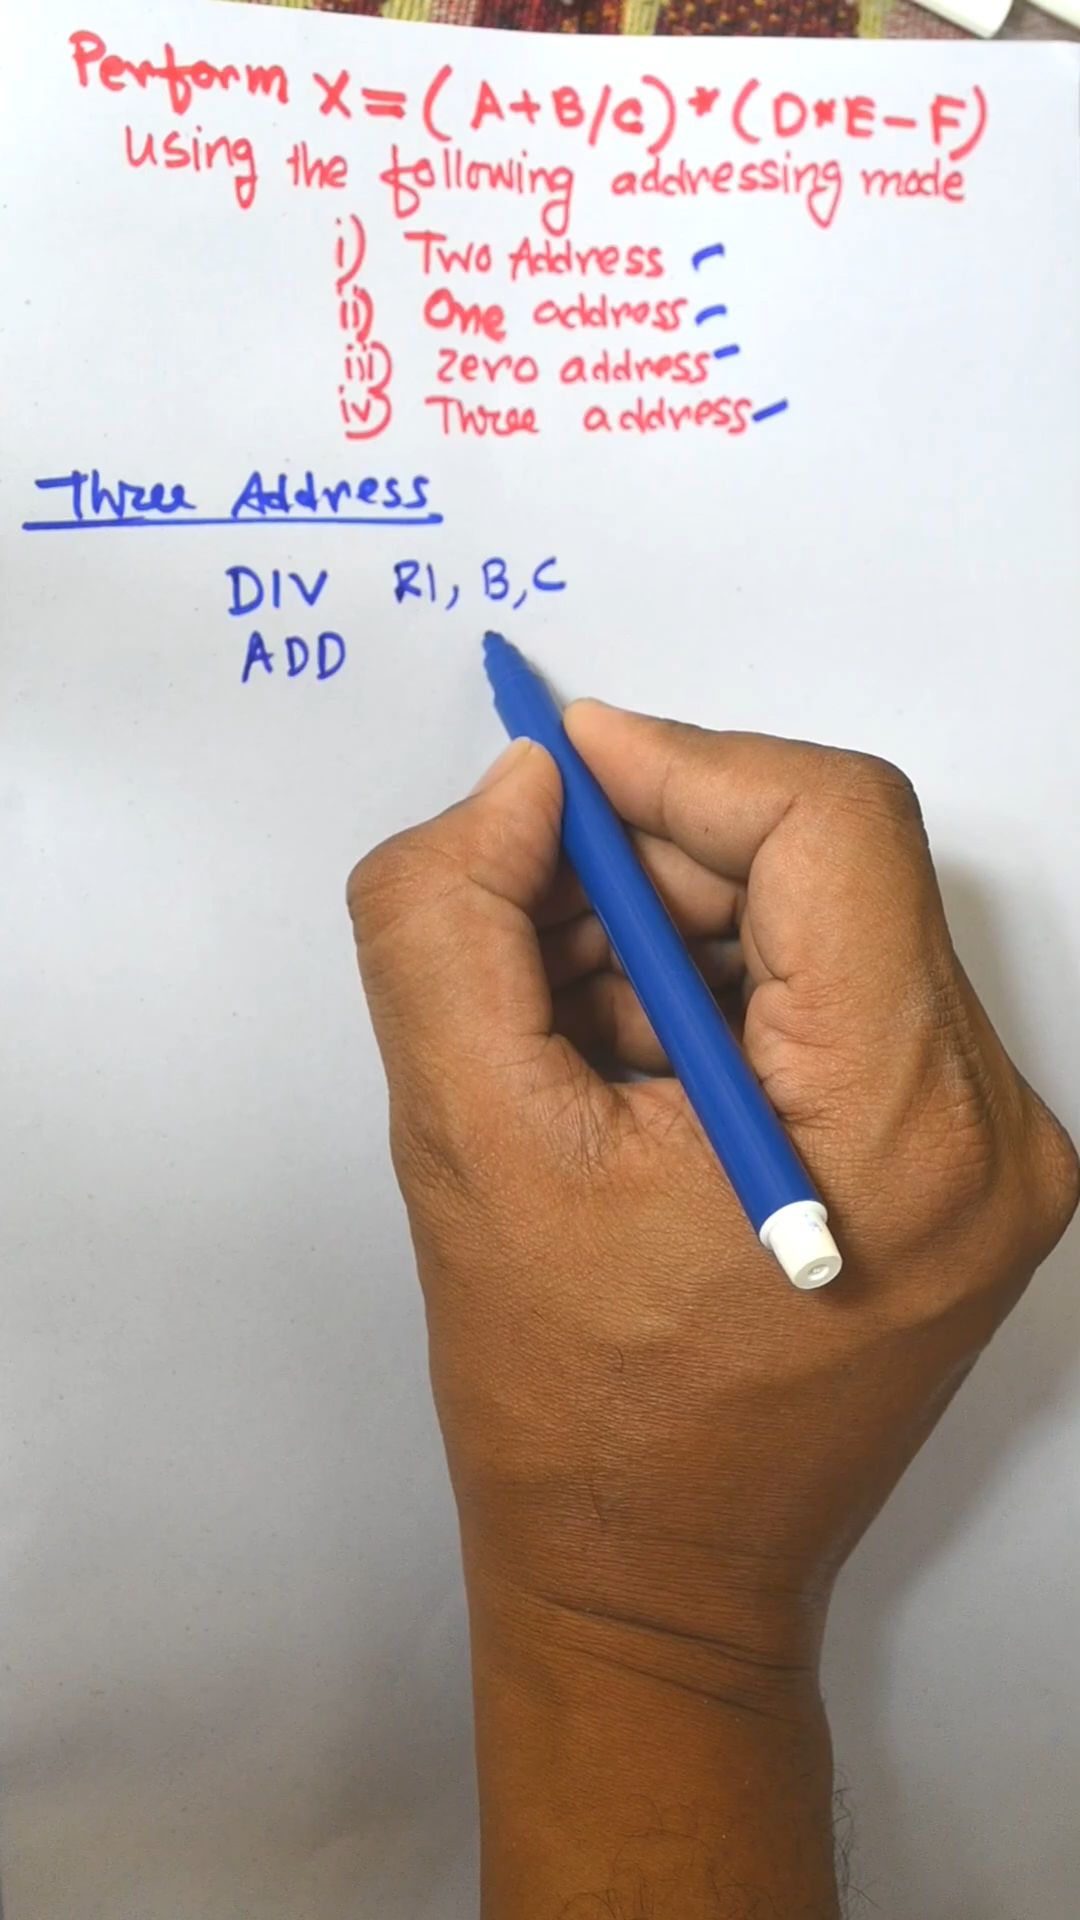 Perform X=(A+B/C)*(D*E-F)
using the following addressing mode
i) Two Address
ii) One address
iii) zero address
iv) Three address
Three Address
DIV R1, B,C
ADD